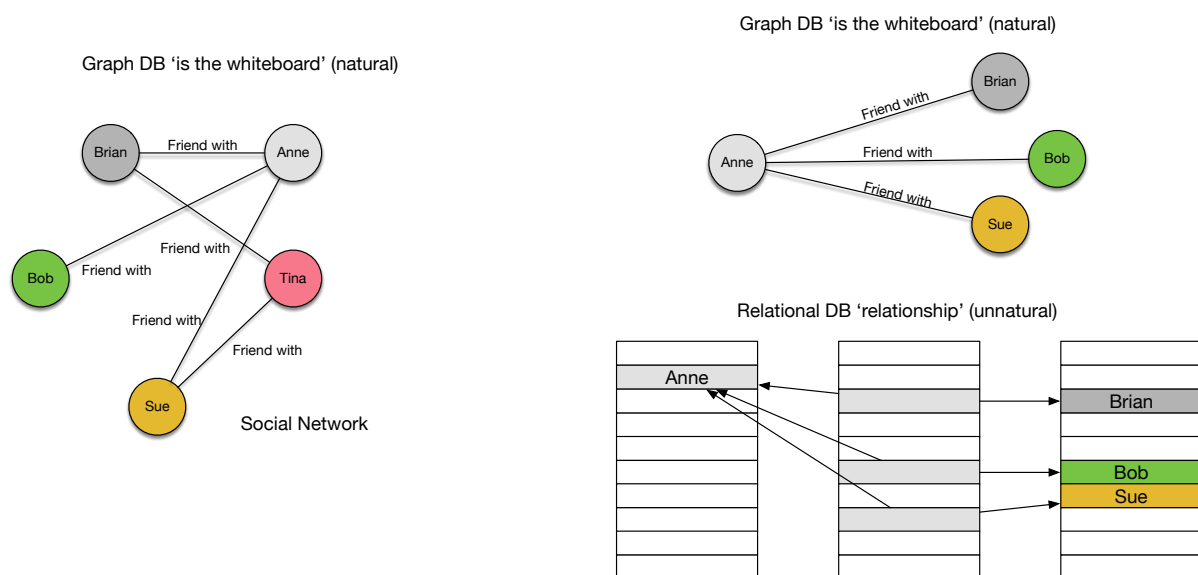 Graph DB ‘is the whiteboard’ (natural)
Brian
Friend with
Anne
Friend with
Bob
Friend with
Tina
Friend with
Friend with
Sue
Social Network
Graph DB ‘is the whiteboard’ (natural)
Brian
Friend with
Anne
Friend with
Bob
Friend with
Sue
Relational DB ‘relationship’ (unnatural)
Anne
Brian
Bob
Sue